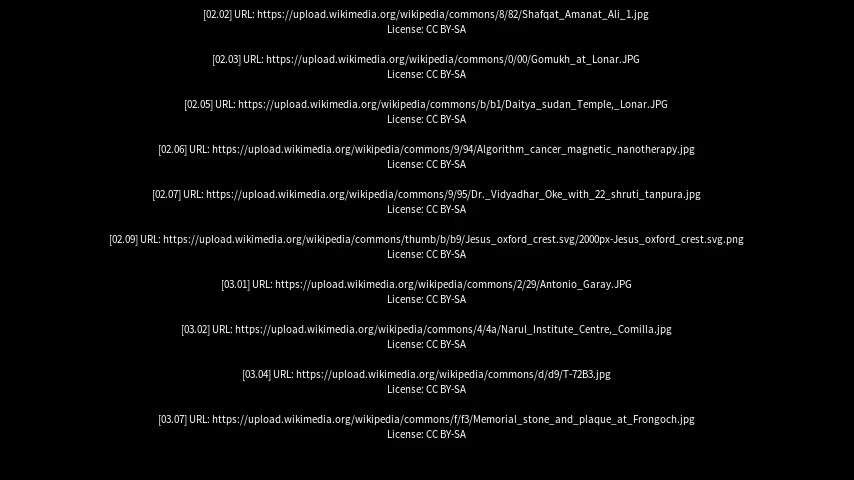 [02.02] URL: https://upload.wikimedia.org/wikipedia/commons/8/82/Shafqat_Amanat_Ali_1.jpg
License: CC BY-SA
[02.03] URL: https://upload.wikimedia.org/wikipedia/commons/0/00/Gomukh_at_Lonar.JPG
License: CC BY-SA
[02.05] URL: https://upload.wikimedia.org/wikipedia/commons/b/b1/Daitya_sudan_Temple,_Lonar.JPG
License: CC BY-SA
[02.06] URL: https://upload.wikimedia.org/wikipedia/commons/9/94/Algorithm_cancer_magnetic_nanotherapy.jpg
License: CC BY-SA
[02.07] URL: https://upload.wikimedia.org/wikipedia/commons/9/95/Dr._Vidyadhar_Oke_with_22_shruti_tanpura.jpg
License: CC BY-SA
[02.09] URL: https://upload.wikimedia.org/wikipedia/commons/thumb/b/b9/Jesus_oxford_crest.svg/2000px-Jesus_oxford_crest.svg.png
License: CC BY-SA
[03.01] URL: https://upload.wikimedia.org/wikipedia/commons/2/29/Antonio_Garay.JPG
License: CC BY-SA
[03.02] URL: https://upload.wikimedia.org/wikipedia/commons/4/4a/Narul_Institute_Centre,_Comilla.jpg
License: CC BY-SA
[03.04] URL: https://upload.wikimedia.org/wikipedia/commons/d/d9/T-72B3.jpg
License: CC BY-SA
[03.07] URL: https://upload.wikimedia.org/wikipedia/commons/f/f3/Memorial_stone_and_plaque_at_Frongoch.jpg
License: CC BY-SA